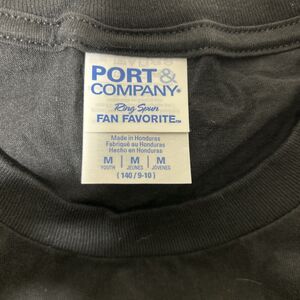 PORT &
COMPANY®
Ring Spun
FAN FAVORITE™
Made in Honduras
Fabriqué au Honduras
Hecho en Honduras
M M M
YOUTH JEUNES JOVENES
(140/9-10)